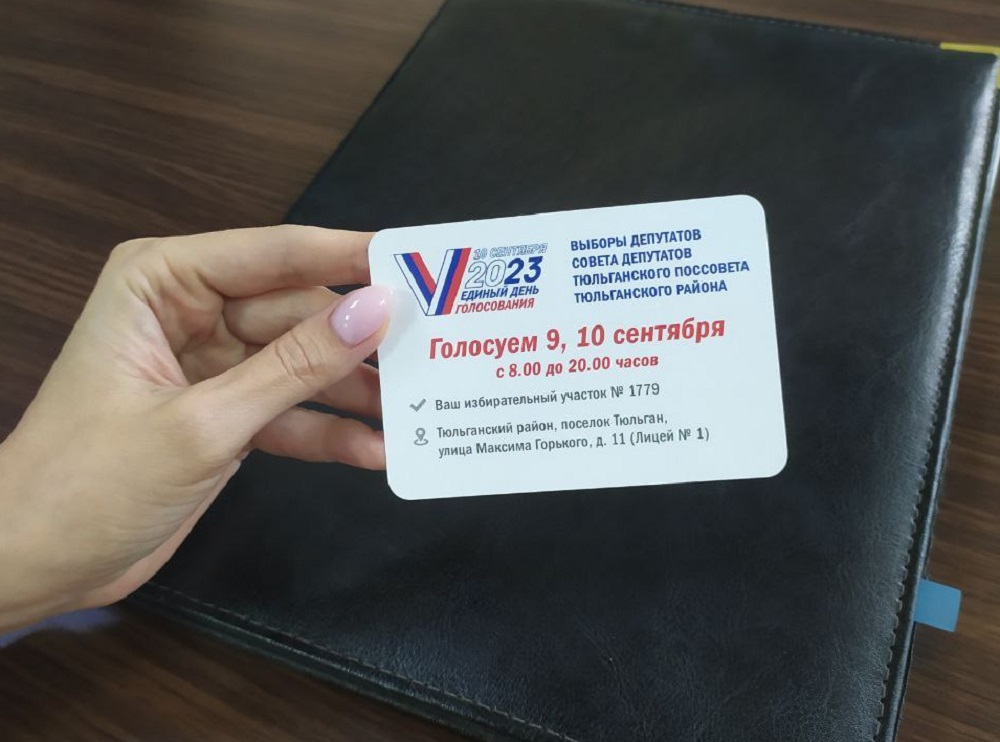 10 СЕНТЯБРЯ
2023
ЕДИНЫЙ ДЕНЬ
ГОЛОСОВАНИЯ
ВЫБОРЫ ДЕПУТАТОВ
СОВЕТА ДЕПУТАТОВ
ТЮЛЬГАНСКОГО ПОССОВЕТА
ТЮЛЬГАНСКОГО РАЙОНА
Голосуем 9, 10 сентября
с 8.00 до 20.00 часов
Ваш избирательный участок № 1779
Тюльганский район, поселок Тюльган,
улица Максима Горького, д. 11 (Лицей № 1)